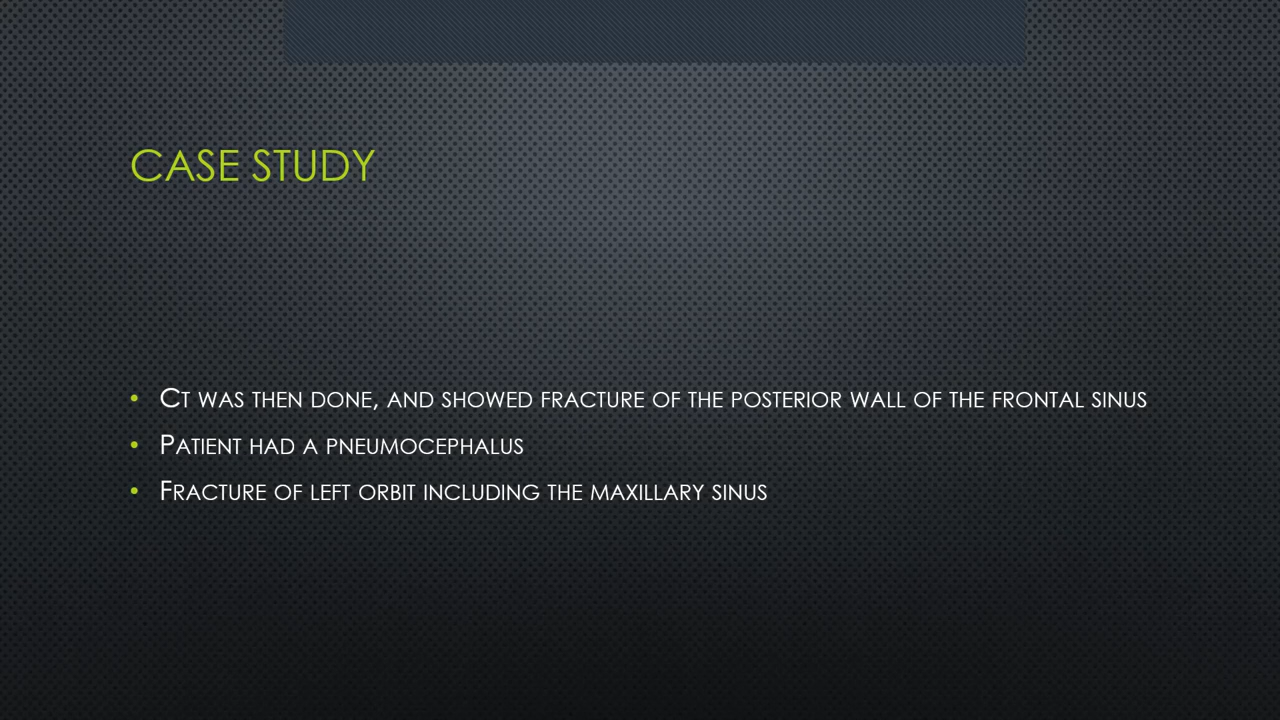 CASE STUDY
• CT WAS THEN DONE, AND SHOWED FRACTURE OF THE POSTERIOR WALL OF THE FRONTAL SINUS
• PATIENT HAD A PNEUMOCEPHALUS
• FRACTURE OF LEFT ORBIT INCLUDING THE MAXILLARY SINUS